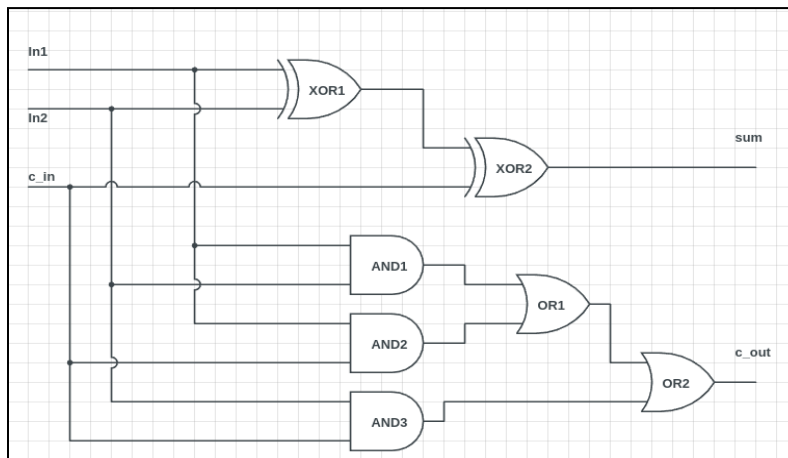 In1
XOR1
In2
sum
XOR2
c_in
AND1
OR1
AND2
c_out
OR2
AND3